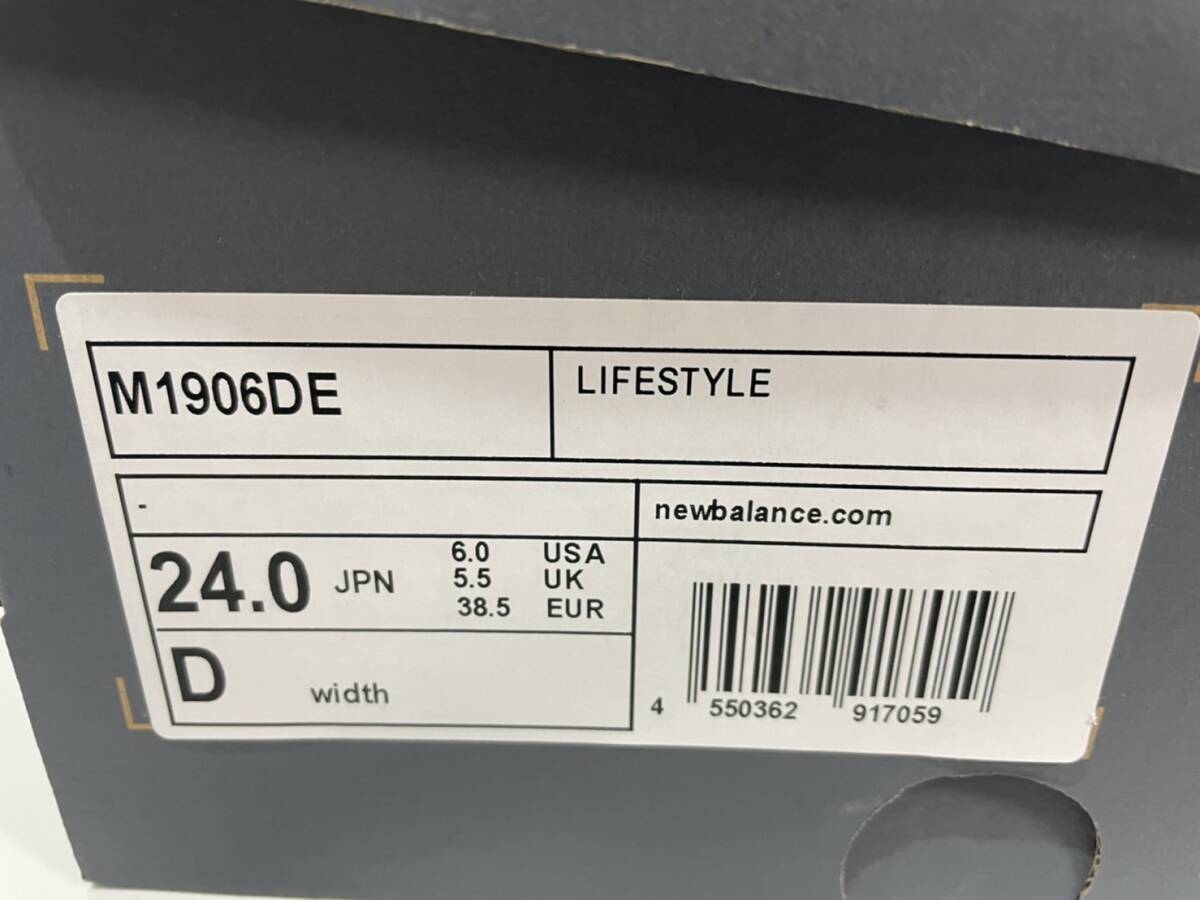 M1906DE
LIFESTYLE
-
newbalance.com
24.0 JPN
6.0 USA
5.5 UK
38.5 EUR
D width
4 550362 917059